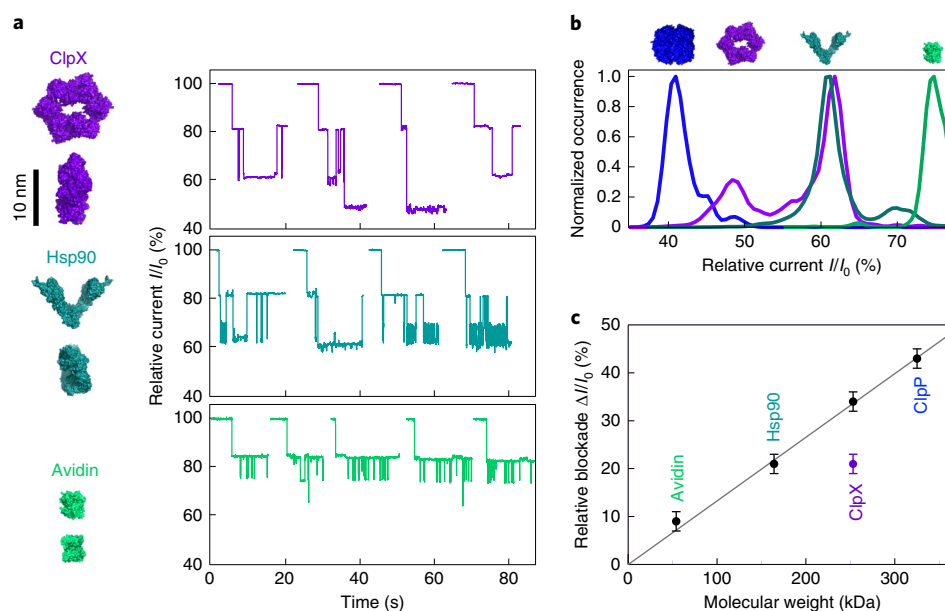 a
ClpX
10 nm
Hsp90
Avidin
Relative current I/I0 (%)
100
80
60
40
100
80
60
40
100
80
60
40
0
20
40
60
80
Time (s)
b
Normalized occurrence
1.0
0.8
0.6
0.4
0.2
0
40
50
60
70
Relative current I/I0 (%)
c
Relative blockade ΔI/I0 (%)
50
40
30
20
10
0
0
100
200
300
Avidin
Hsp90
ClpX
ClpP
Molecular weight (kDa)